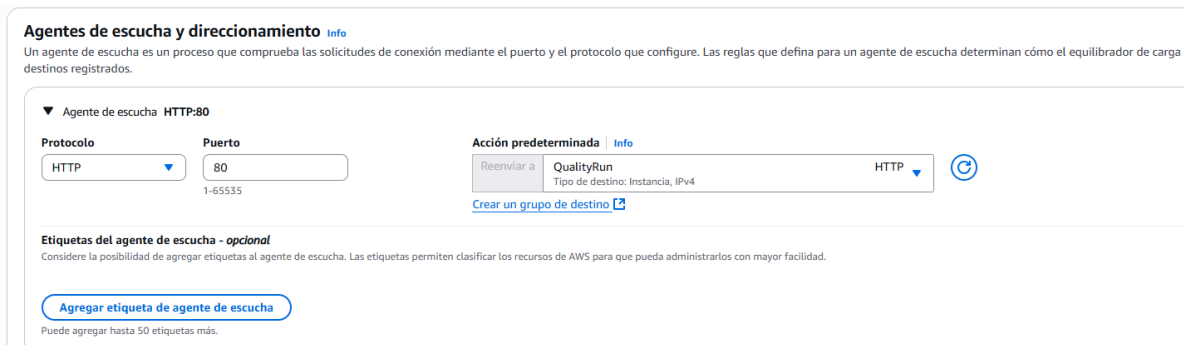 Agentes de escucha y direccionamiento Info
Un agente de escucha es un proceso que comprueba las solicitudes de conexión mediante el puerto y el protocolo que configure. Las reglas que defina para un agente de escucha determinan cómo el equilibrador de carga
destinos registrados.
Agente de escucha HTTP:80
Protocolo Puerto Acción predeterminada Info
HTTP 80 Reenviar a QualityRun HTTP
Tipo de destino: Instancia, IPv4
1-65535
Crear un grupo de destino
Etiquetas del agente de escucha - opcional
Considere la posibilidad de agregar etiquetas al agente de escucha. Las etiquetas permiten clasificar los recursos de AWS para que pueda administrarlos con mayor facilidad.
Agregar etiqueta de agente de escucha
Puede agregar hasta 50 etiquetas más.